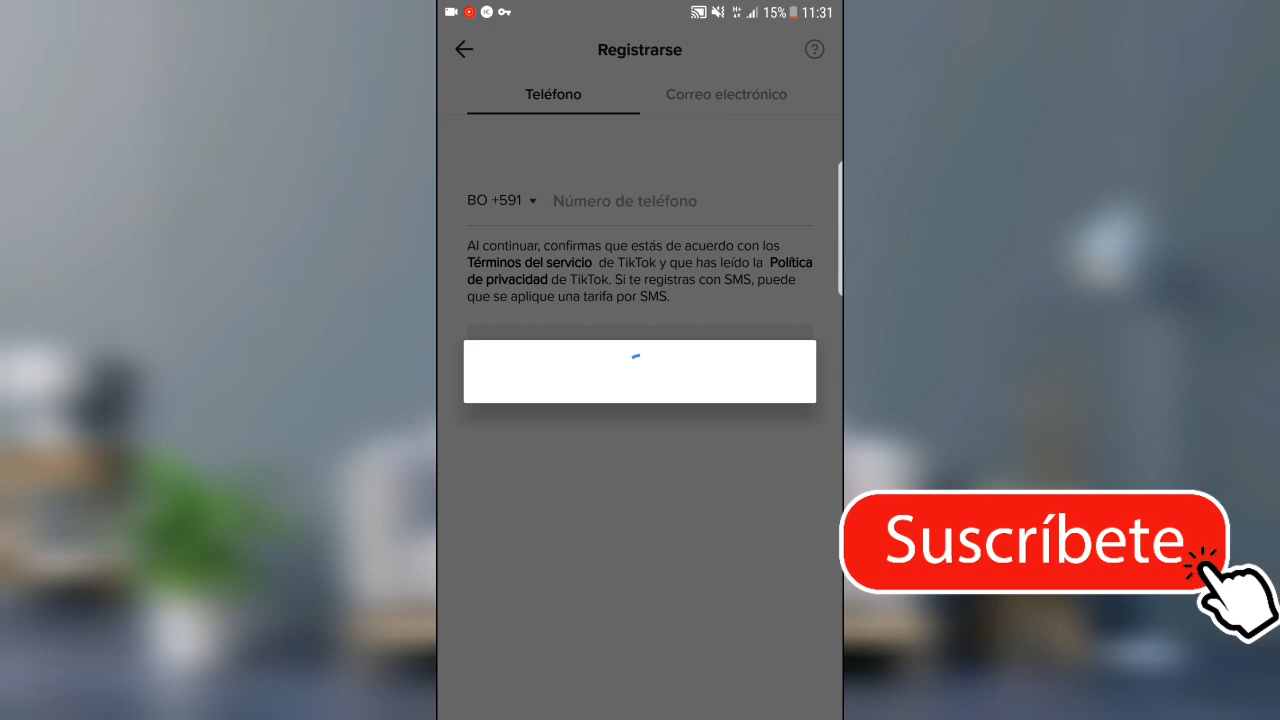 15% 11:31
Registrarse
Teléfono
Correo electrónico
BO +591
Número de teléfono
Al continuar, confirmas que estás de acuerdo con los
Términos del servicio de TikTok y que has leído la Política
de privacidad de TikTok. Si te registras con SMS, puede
que se aplique una tarifa por SMS.
Suscríbete